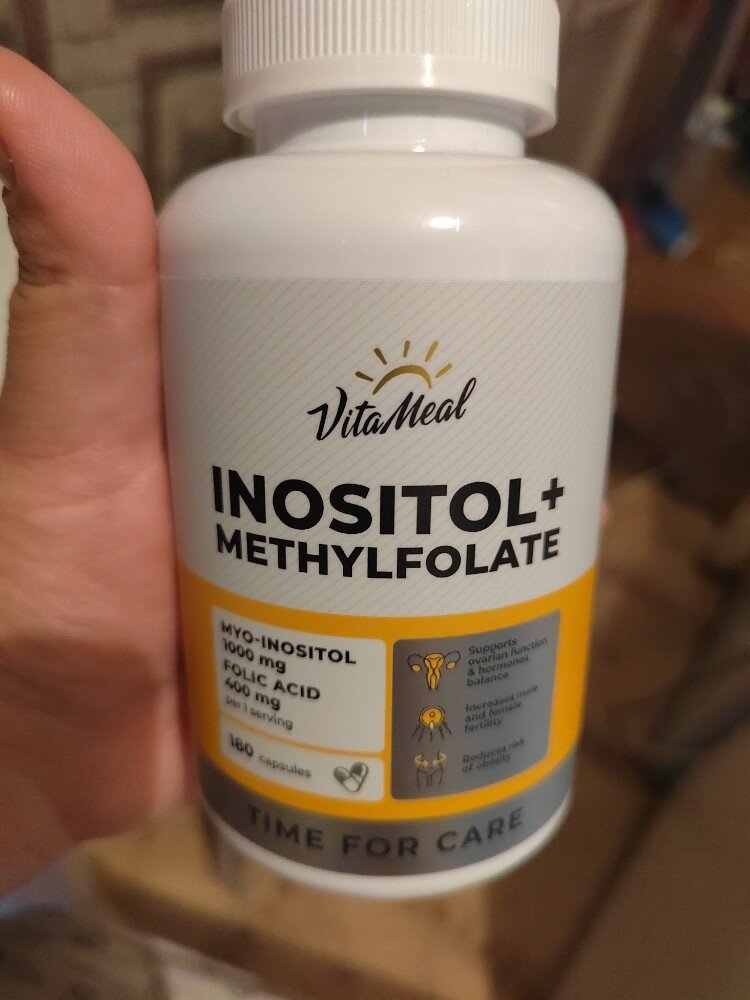 VitaMeal
INOSITOL+
METHYLFOLATE
MYO-INOSITOL
1000 mg
FOLIC ACID
400 mg
per 1 serving
180 capsules
Supports
ovarian function
& hormones
balance
Increases male
and female
fertility
Reduces risk
of obesity
TIME FOR CARE